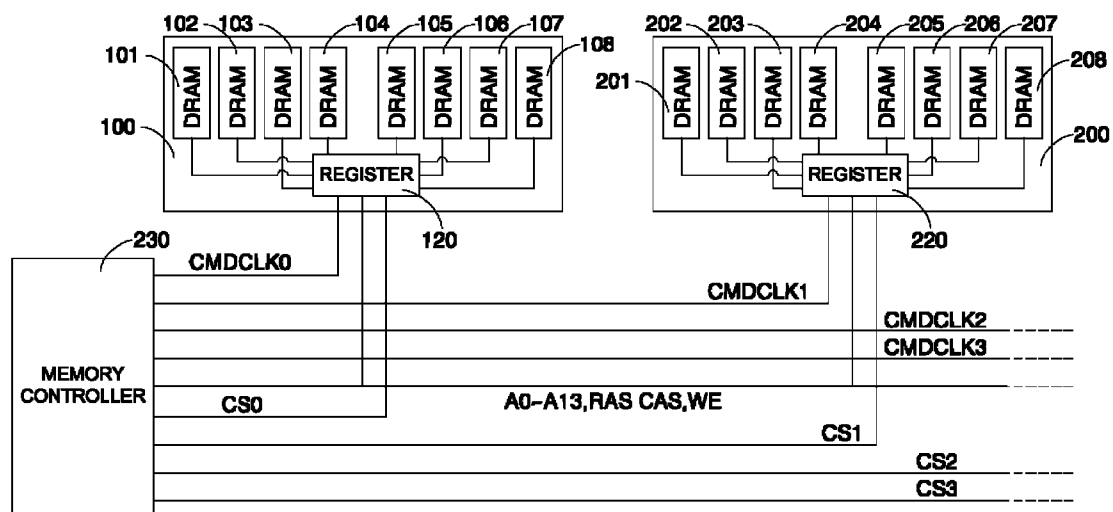 102 103 104 105 106 107
101 108
DRAM DRAM DRAM DRAM DRAM DRAM DRAM DRAM
100
REGISTER
120
202 203 204 205 206 207
201 208
DRAM DRAM DRAM DRAM DRAM DRAM DRAM DRAM
200
REGISTER
220
230
CMDCLK0
CMDCLK1
CMDCLK2
CMDCLK3
MEMORY
CONTROLLER
A0-A13,RAS CAS,WE
CS0
CS1
CS2
CS3